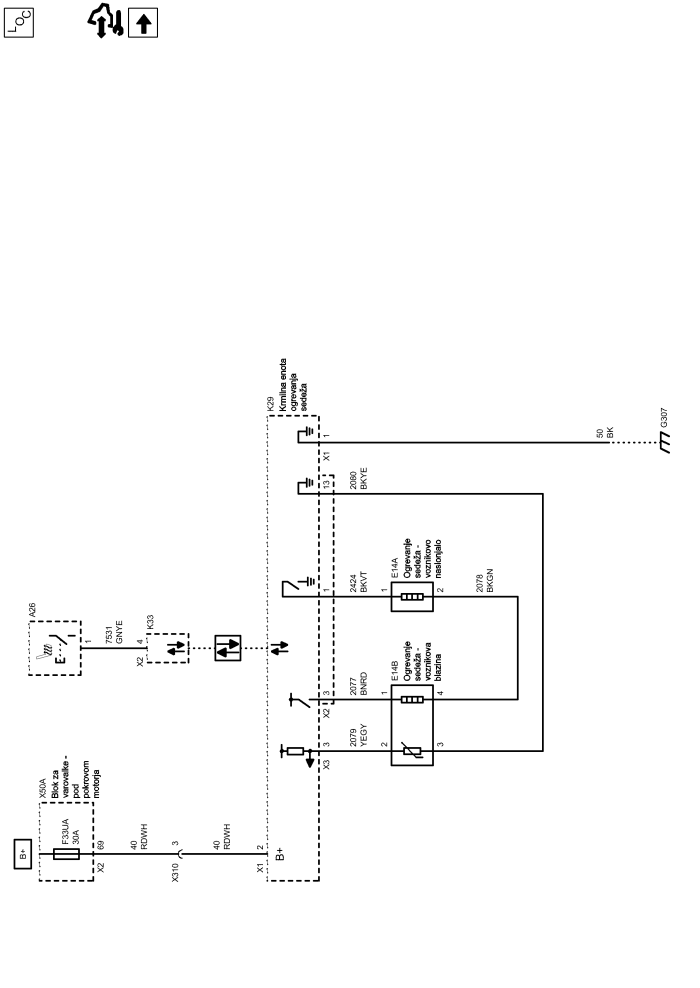 LOC
B+
X50A
Blok za
varovalke -
pod
pokrovom
motorja
F33UA
30A
X2
69
40
RDWH
X310
3
40
RDWH
X1
2
B+
A26
1
7531
GNYE
X2
4
K33
K29
Krmilna enota
ogrevanja
sedeža
X3
3
2079
YEGY
X2
3
2077
BNRD
1
2424
BKVT
13
2080
BKYE
X1
1
50
BK
G307
2
1
E14B
Ogrevanje
sedeža -
voznikova
blazina
3
4
1
E14A
Ogrevanje
sedeža -
voznikovo
naslonjalo
2
2078
BKGN